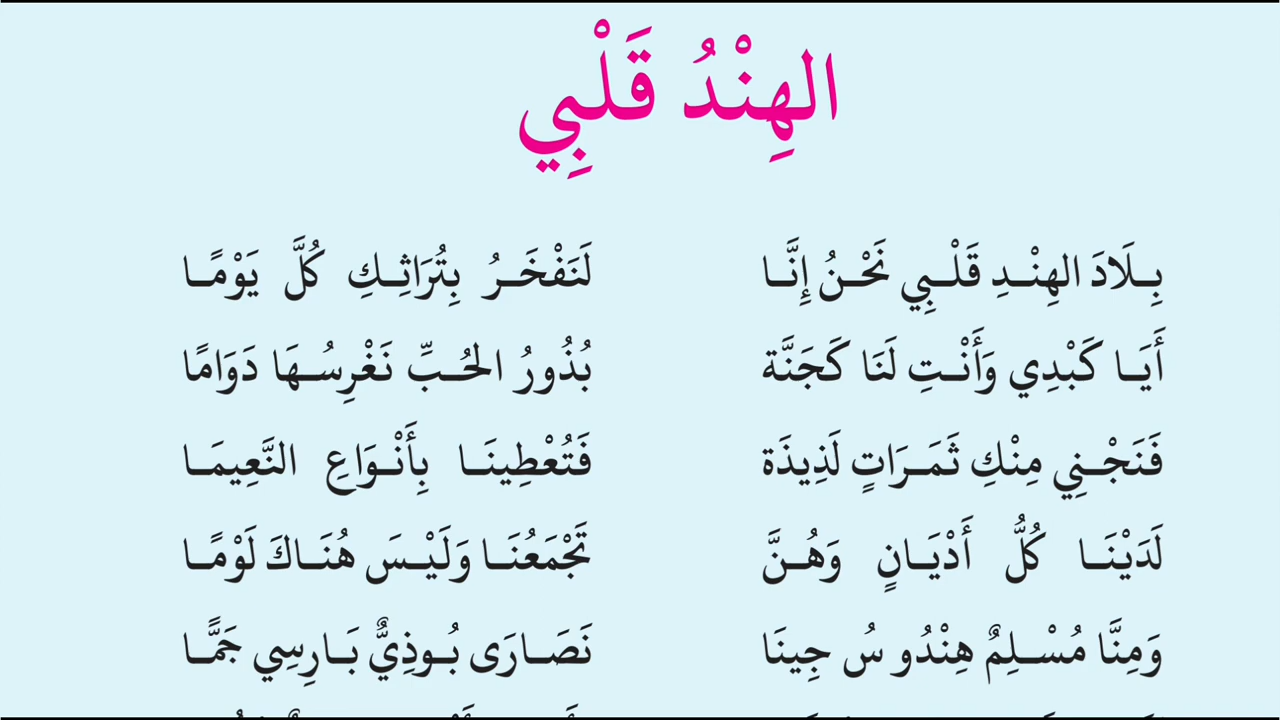 الهِنْدُ قَلْبِي
بِلَادَ الهِنْدِ قَلْبِي نَحْنُ إِنَّا لَنَفْخَرُ بِتُرَاثِكِ كُلَّ يَوْمًا
أَيَا كَبْدِي وَأَنْتِ لَنَا كَجَنَّة بُذُورُ الحُبِّ نَغْرِسُهَا دَوَامًا
فَنَجْنِي مِنْكِ ثَمَرَاتٍ لَذِيذَة فَتُعْطِينَا بِأَنْوَاعِ النَّعِيمَا
لَدَيْنَا كُلُّ أَدْيَانٍ وَهُنَّ تَجْمَعُنَا وَلَيْسَ هُنَاكَ لَوْمًا
وَمِنَّا مُسْلِمٌ هِنْدُو سُ جِينَا نَصَارَى بُوذِيٌّ بَارِسِي جَمًّا